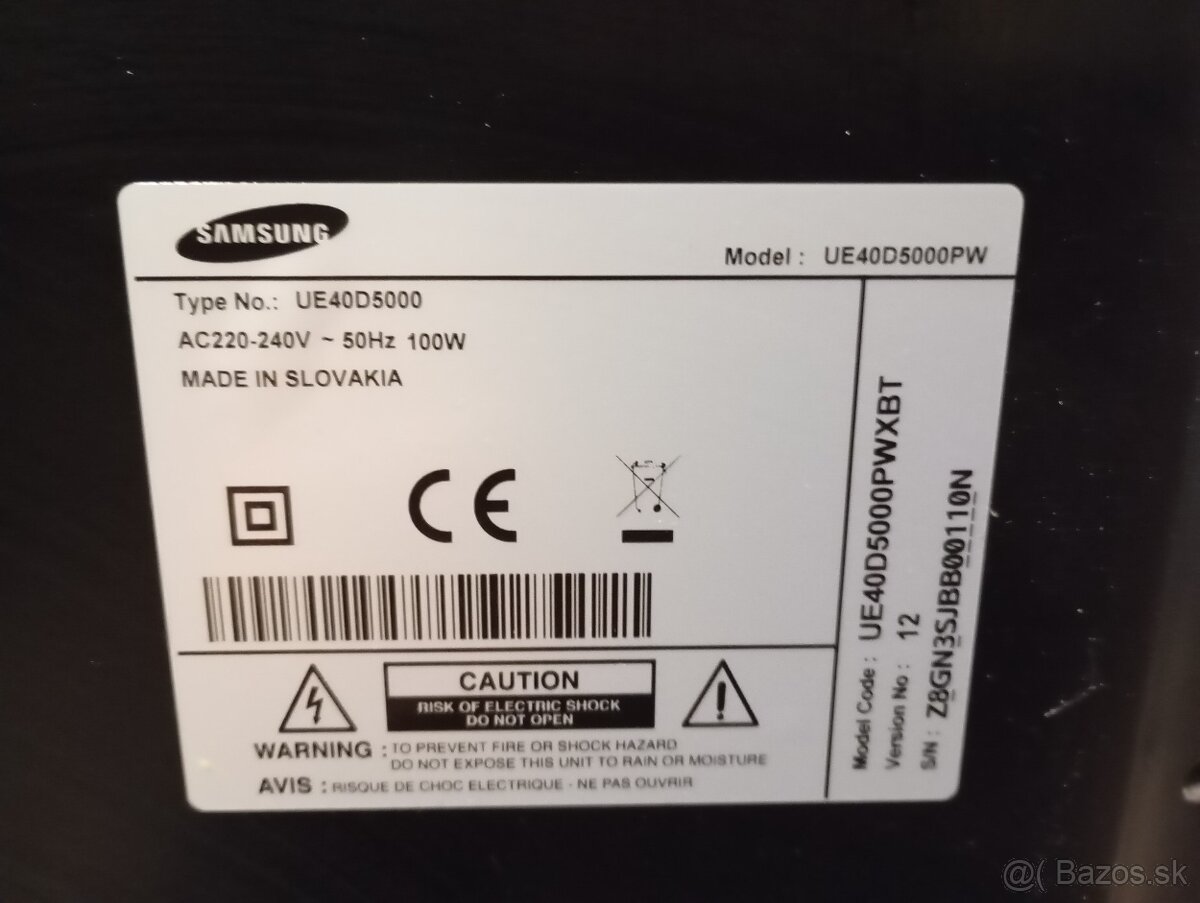 SAMSUNG
Model : UE40D5000PW
Type No.: UE40D5000
AC220-240V ~ 50Hz 100W
MADE IN SLOVAKIA
CE
CAUTION
RISK OF ELECTRIC SHOCK
DO NOT OPEN
WARNING : TO PREVENT FIRE OR SHOCK HAZARD
DO NOT EXPOSE THIS UNIT TO RAIN OR MOISTURE
AVIS : RISQUE DE CHOC ELECTRIQUE - NE PAS OUVRIR
Model Code : UE40D5000PWXBT
Version No : 12
S/N : Z8GN3SJBB00110N
@( Bazos.sk